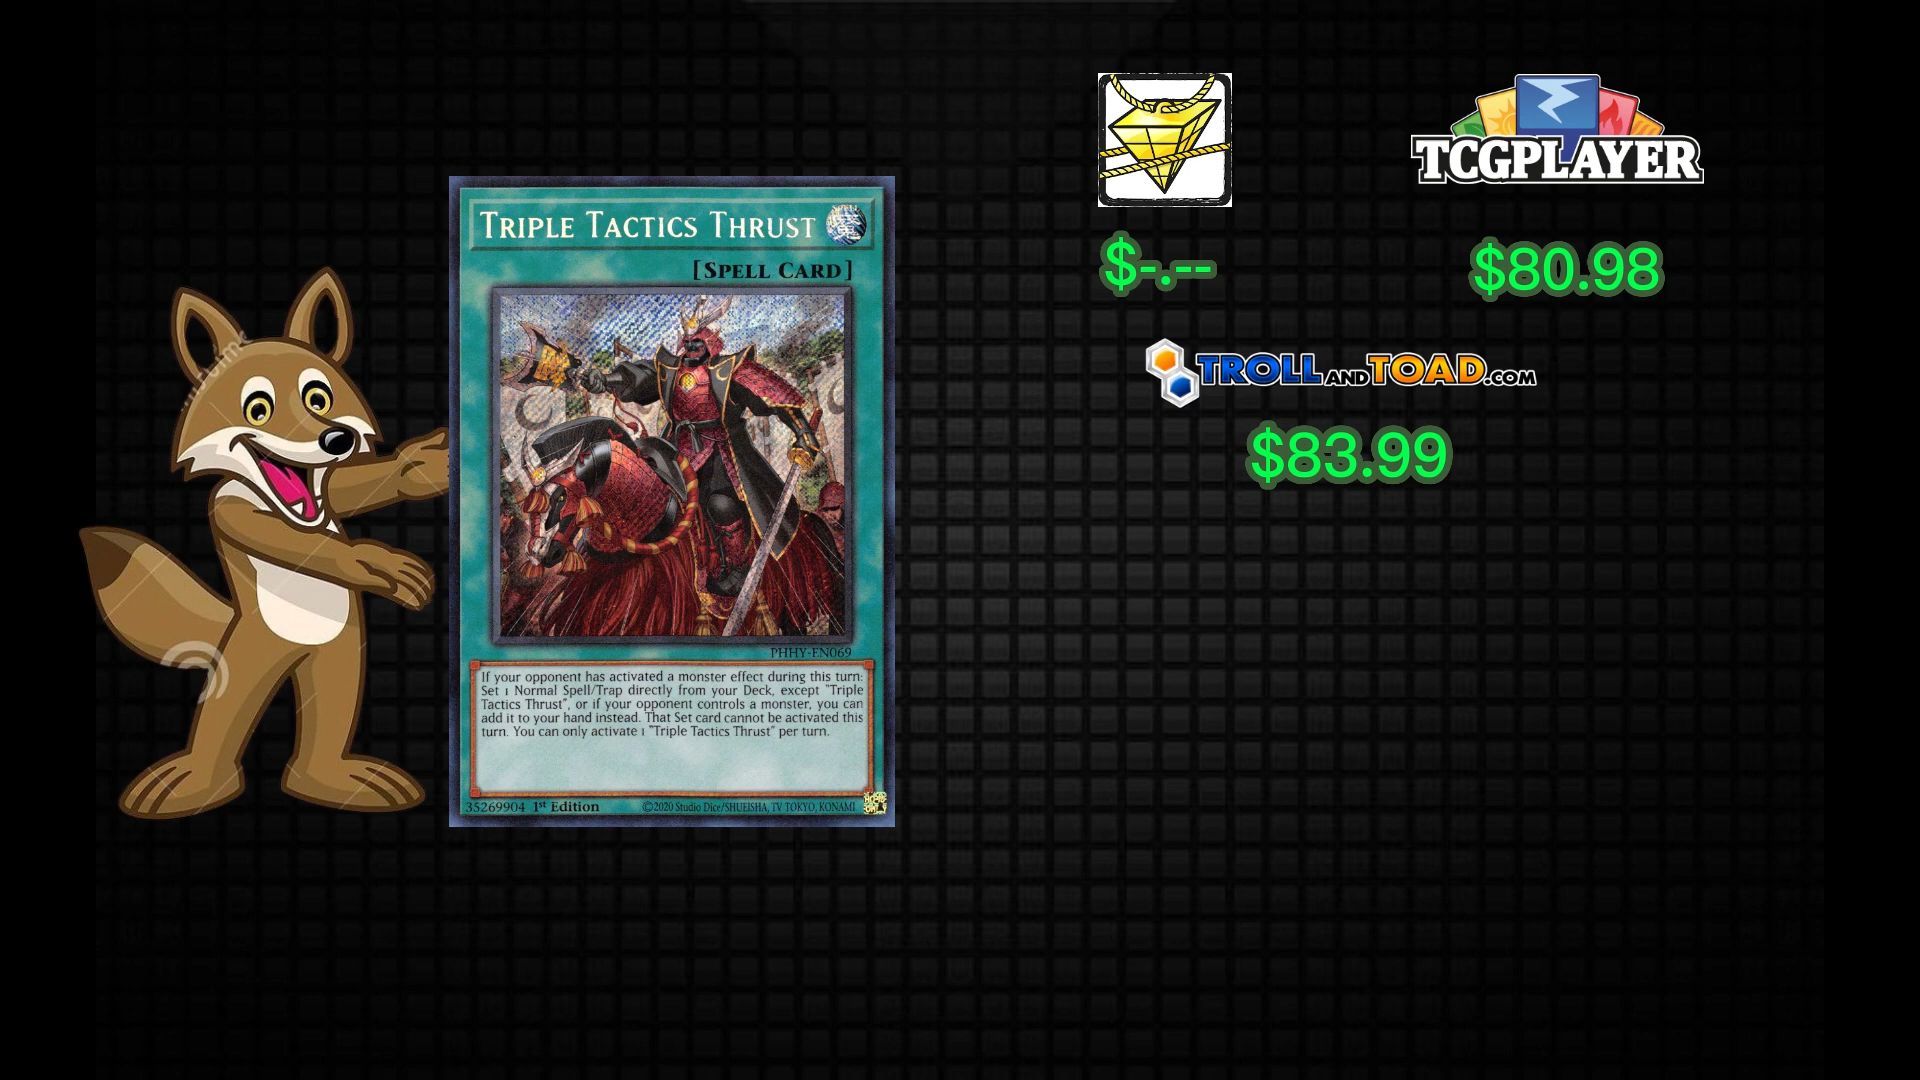 TRIPLE TACTICS THRUST
[SPELL CARD]
PHHY-EN069
If your opponent has activated a monster effect during this turn:
Set 1 Normal Spell/Trap directly from your Deck, except "Triple
Tactics Thrust", or if your opponent controls a monster, you can
add it to your hand instead. That Set card cannot be activated this
turn. You can only activate 1 "Triple Tactics Thrust" per turn.
35269904 1st Edition
©2020 Studio Dice/SHUEISHA, TV TOKYO, KONAMI
TCGPLAYER
$-.--
$80.98
TROLLANDTOAD.COM
$83.99